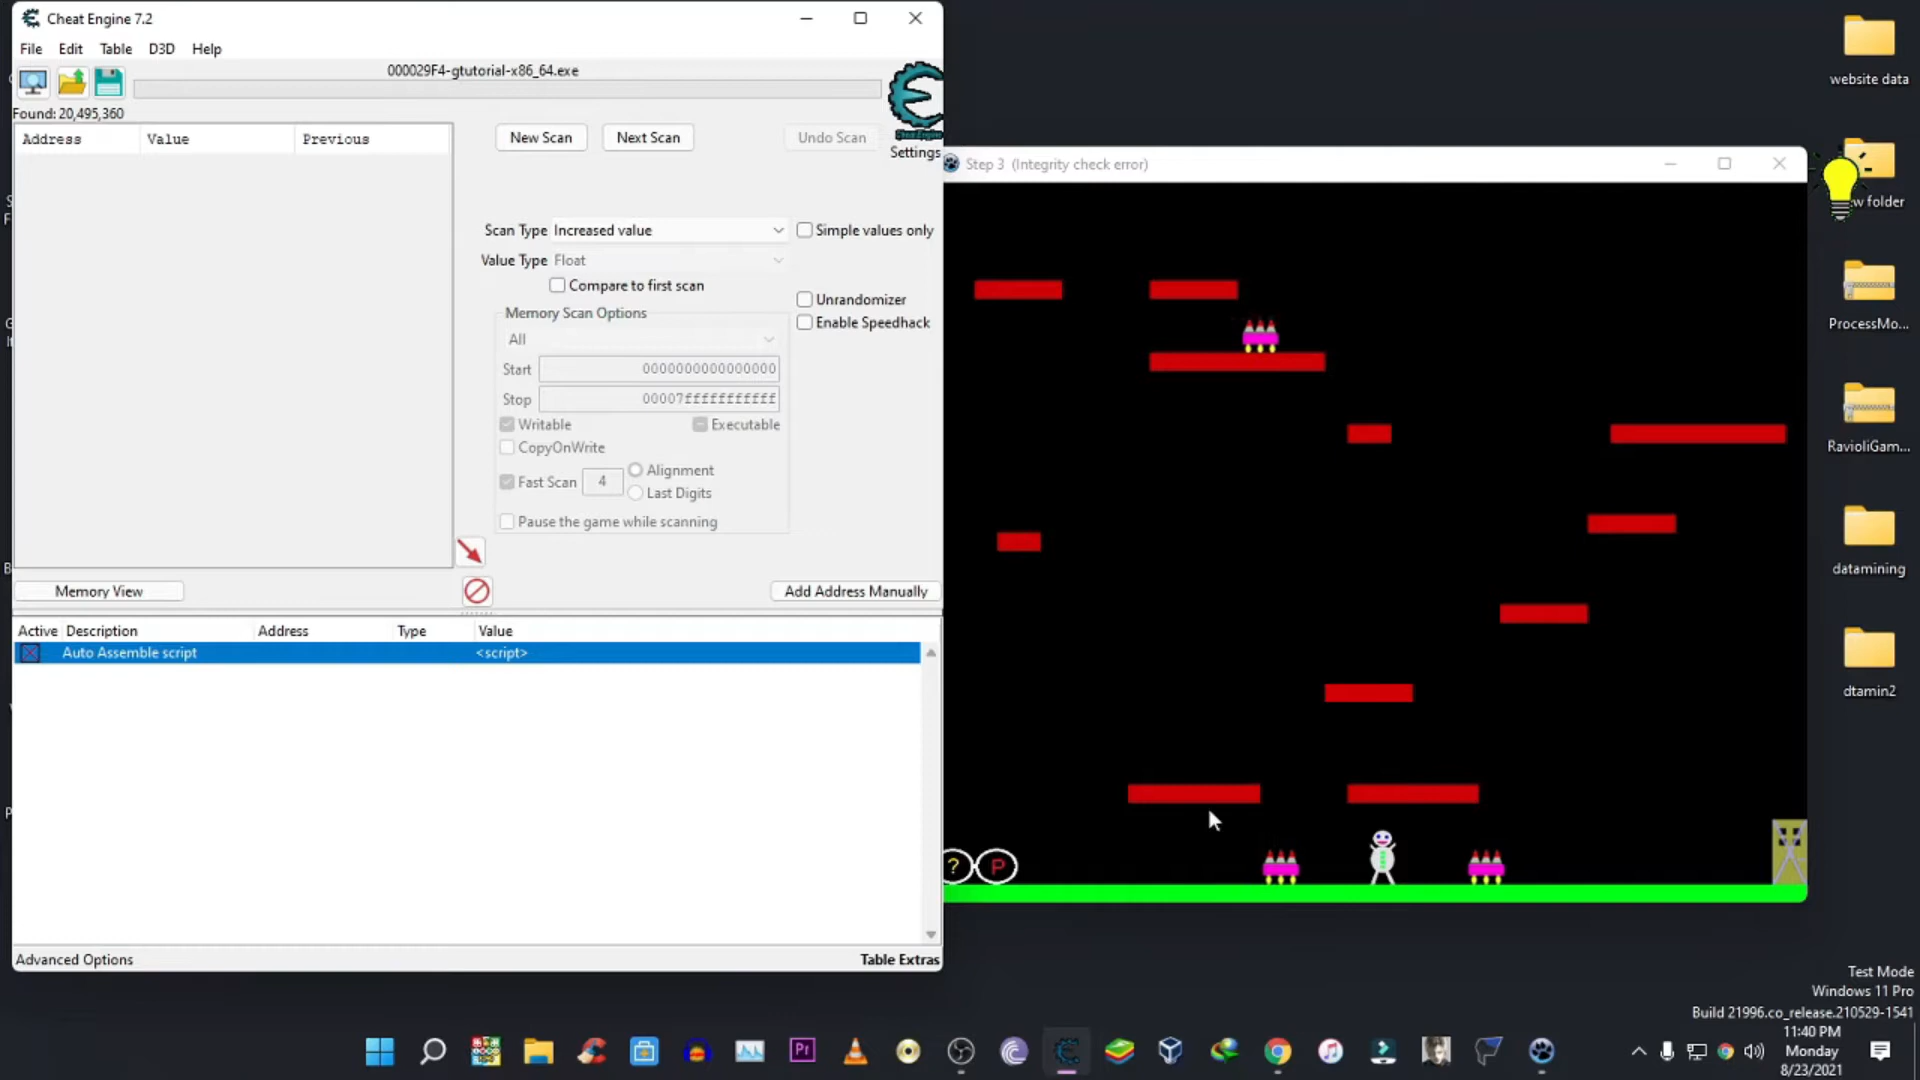 Cheat Engine 7.2
File Edit Table D3D Help
000029F4-gtutorial-x86_64.exe
Found: 20,495,360
Address Value Previous
New Scan Next Scan Undo Scan
Settings
Scan Type Increased value Simple values only
Value Type Float
Compare to first scan
Unrandomizer
Memory Scan Options
Enable Speedhack
All
Start 0000000000000000
Stop 00007fffffffffff
Writable Executable
CopyOnWrite
Fast Scan 4 Alignment
Last Digits
Pause the game while scanning
Memory View Add Address Manually
Active Description Address Type Value
Auto Assemble script <script>
Advanced Options Table Extras
Step 3 (Integrity check error)
? P
website data
w folder
ProcessMo...
RavioliGam...
datamining
dtamin2
Test Mode
Windows 11 Pro
Build 21996.co_release.210529-1541
Pr
11:40 PM
Monday
8/23/2021